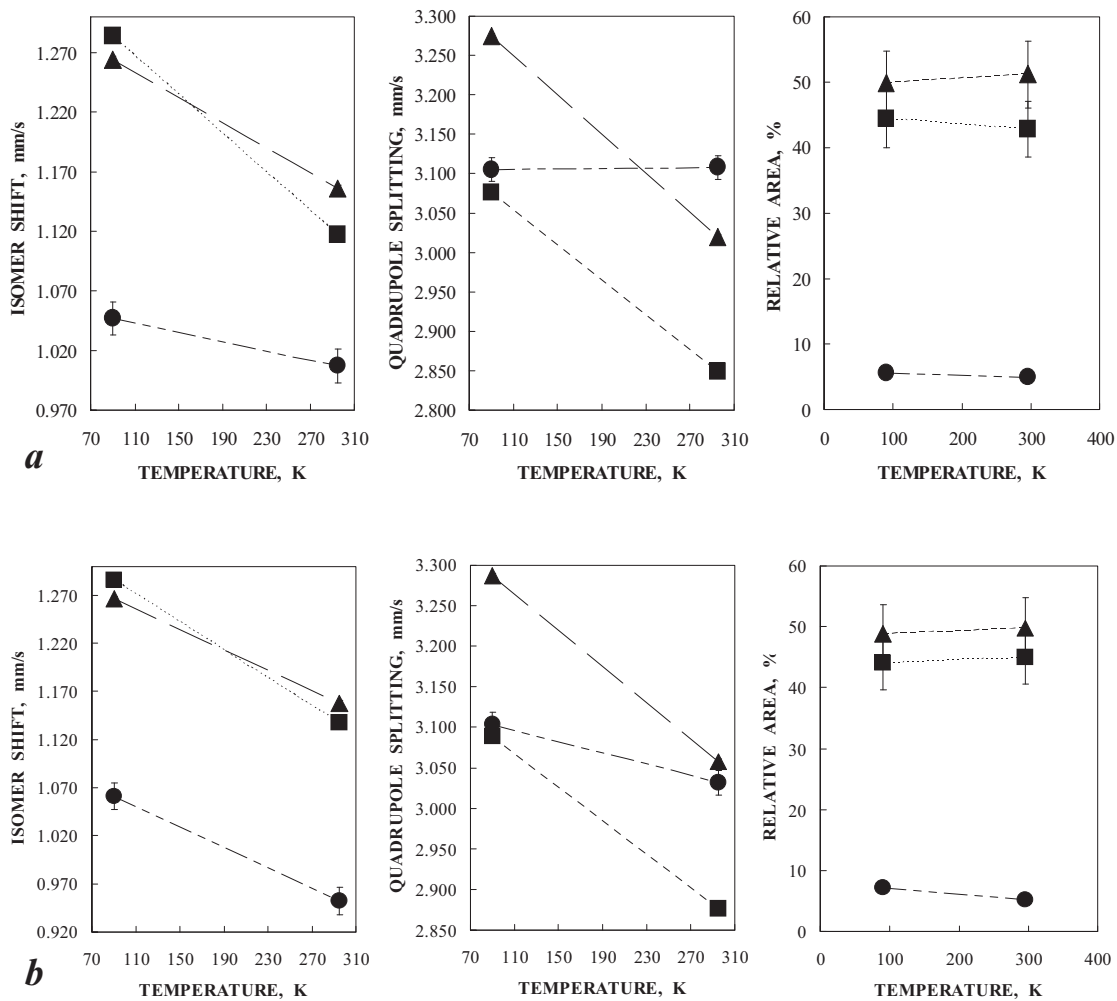 ISOMER SHIFT, mm/s
1.270
1.220
1.170
1.120
1.070
1.020
0.970
70 110 150 190 230 270 310
TEMPERATURE, K
QUADRUPOLE SPLITTING, mm/s
3.300
3.250
3.200
3.150
3.100
3.050
3.000
2.950
2.900
2.850
2.800
70 110 150 190 230 270 310
TEMPERATURE, K
RELATIVE AREA, %
60
50
40
30
20
10
0
0 100 200 300 400
TEMPERATURE, K
a
ISOMER SHIFT, mm/s
1.270
1.220
1.170
1.120
1.070
1.020
0.970
0.920
70 110 150 190 230 270 310
TEMPERATURE, K
QUADRUPOLE SPLITTING, mm/s
3.300
3.250
3.200
3.150
3.100
3.050
3.000
2.950
2.900
2.850
70 110 150 190 230 270 310
TEMPERATURE, K
RELATIVE AREA, %
60
50
40
30
20
10
0
0 100 200 300 400
TEMPERATURE, K
b